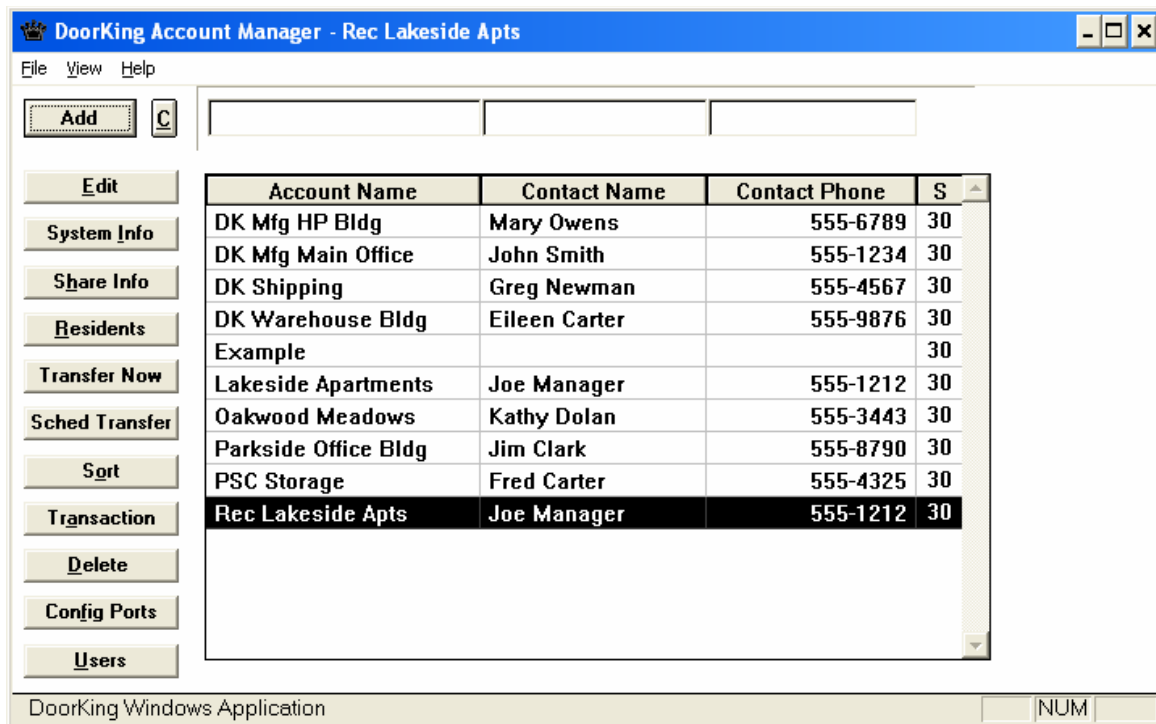 DoorKing Account Manager - Rec Lakeside Apts
File View Help
Add C
Edit
System Info
Share Info
Residents
Transfer Now
Sched Transfer
Sort
Transaction
Delete
Config Ports
Users
Account Name Contact Name Contact Phone S
DK Mfg HP Bldg Mary Owens 555-6789 30
DK Mfg Main Office John Smith 555-1234 30
DK Shipping Greg Newman 555-4567 30
DK Warehouse Bldg Eileen Carter 555-9876 30
Example 30
Lakeside Apartments Joe Manager 555-1212 30
Oakwood Meadows Kathy Dolan 555-3443 30
Parkside Office Bldg Jim Clark 555-8790 30
PSC Storage Fred Carter 555-4325 30
Rec Lakeside Apts Joe Manager 555-1212 30
DoorKing Windows Application NUM